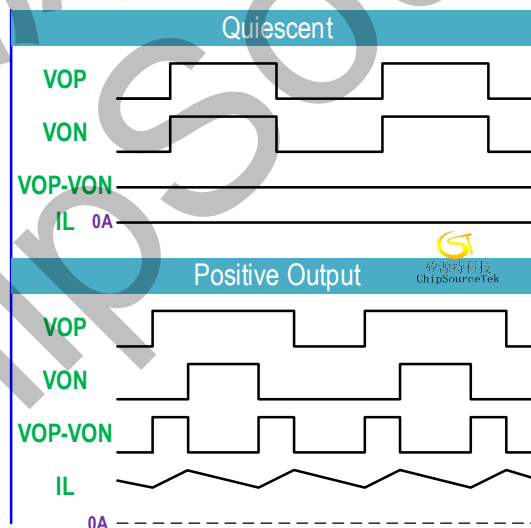 Quiescent
VOP
VON
VOP-VON
IL 0A
矽源特科技
ChipSourceTek
Positive Output
VOP
VON
VOP-VON
IL
0A